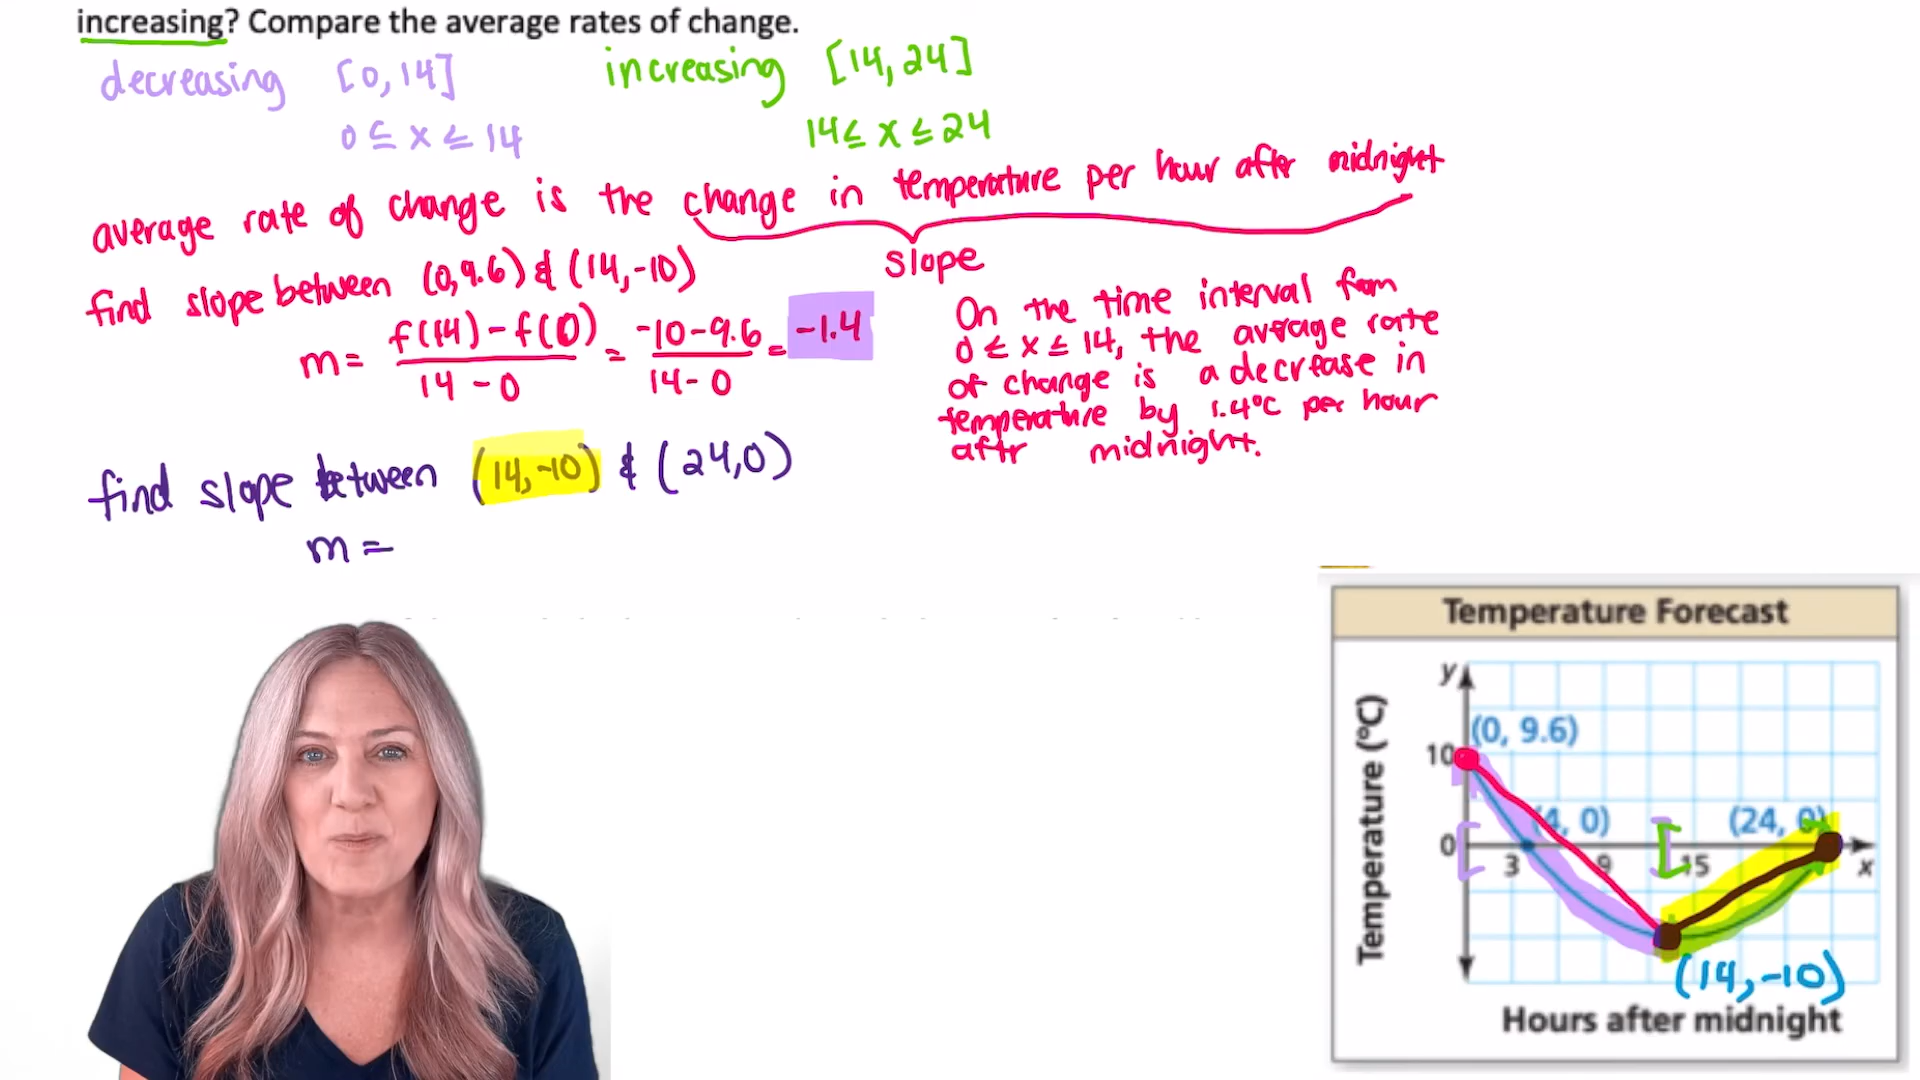 increasing? Compare the average rates of change.
decreasing [0,14] increasing [14,24]
0 ≤ x ≤ 14 14 ≤ x ≤ 24
average rate of change is the change in temperature per hour after midnight
slope
find slope between (0,9.6) & (14,-10)
m = f(14) - f(0) / 14 - 0 = -10 - 9.6 / 14 - 0 = -1.4
On the time interval from
0 ≤ x ≤ 14, the average rate
of change is a decrease in
temperature by 1.4°C per hour
after midnight.
find slope between (14,-10) & (24,0)
m =
Temperature Forecast
Temperature (°C)
y
(0, 9.6)
10
(4, 0) (24, 0)
0 3 9 15 x
(14,-10)
Hours after midnight